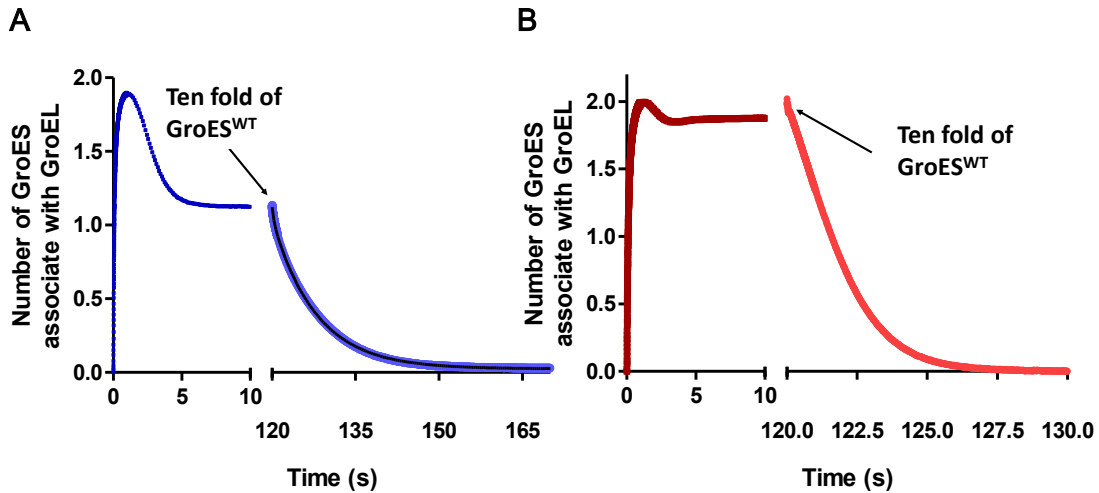 A
Number of GroES
associate with GroEL
2.0
1.5
1.0
0.5
0.0
Ten fold of
GroES^WT
0
5
10
120
135
150
165
Time (s)
B
Number of GroES
associate with GroEL
2.0
1.5
1.0
0.5
0.0
Ten fold of
GroES^WT
0
5
10
120.0
122.5
125.0
127.5
130.0
Time (s)